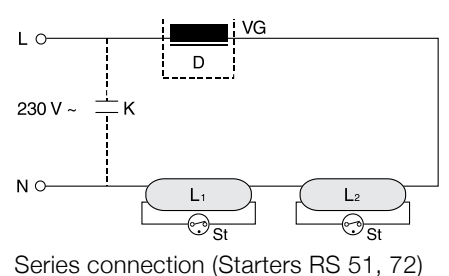 VG
L
D
230 V ~
K
N
L1
L2
St
St
Series connection (Starters RS 51, 72)